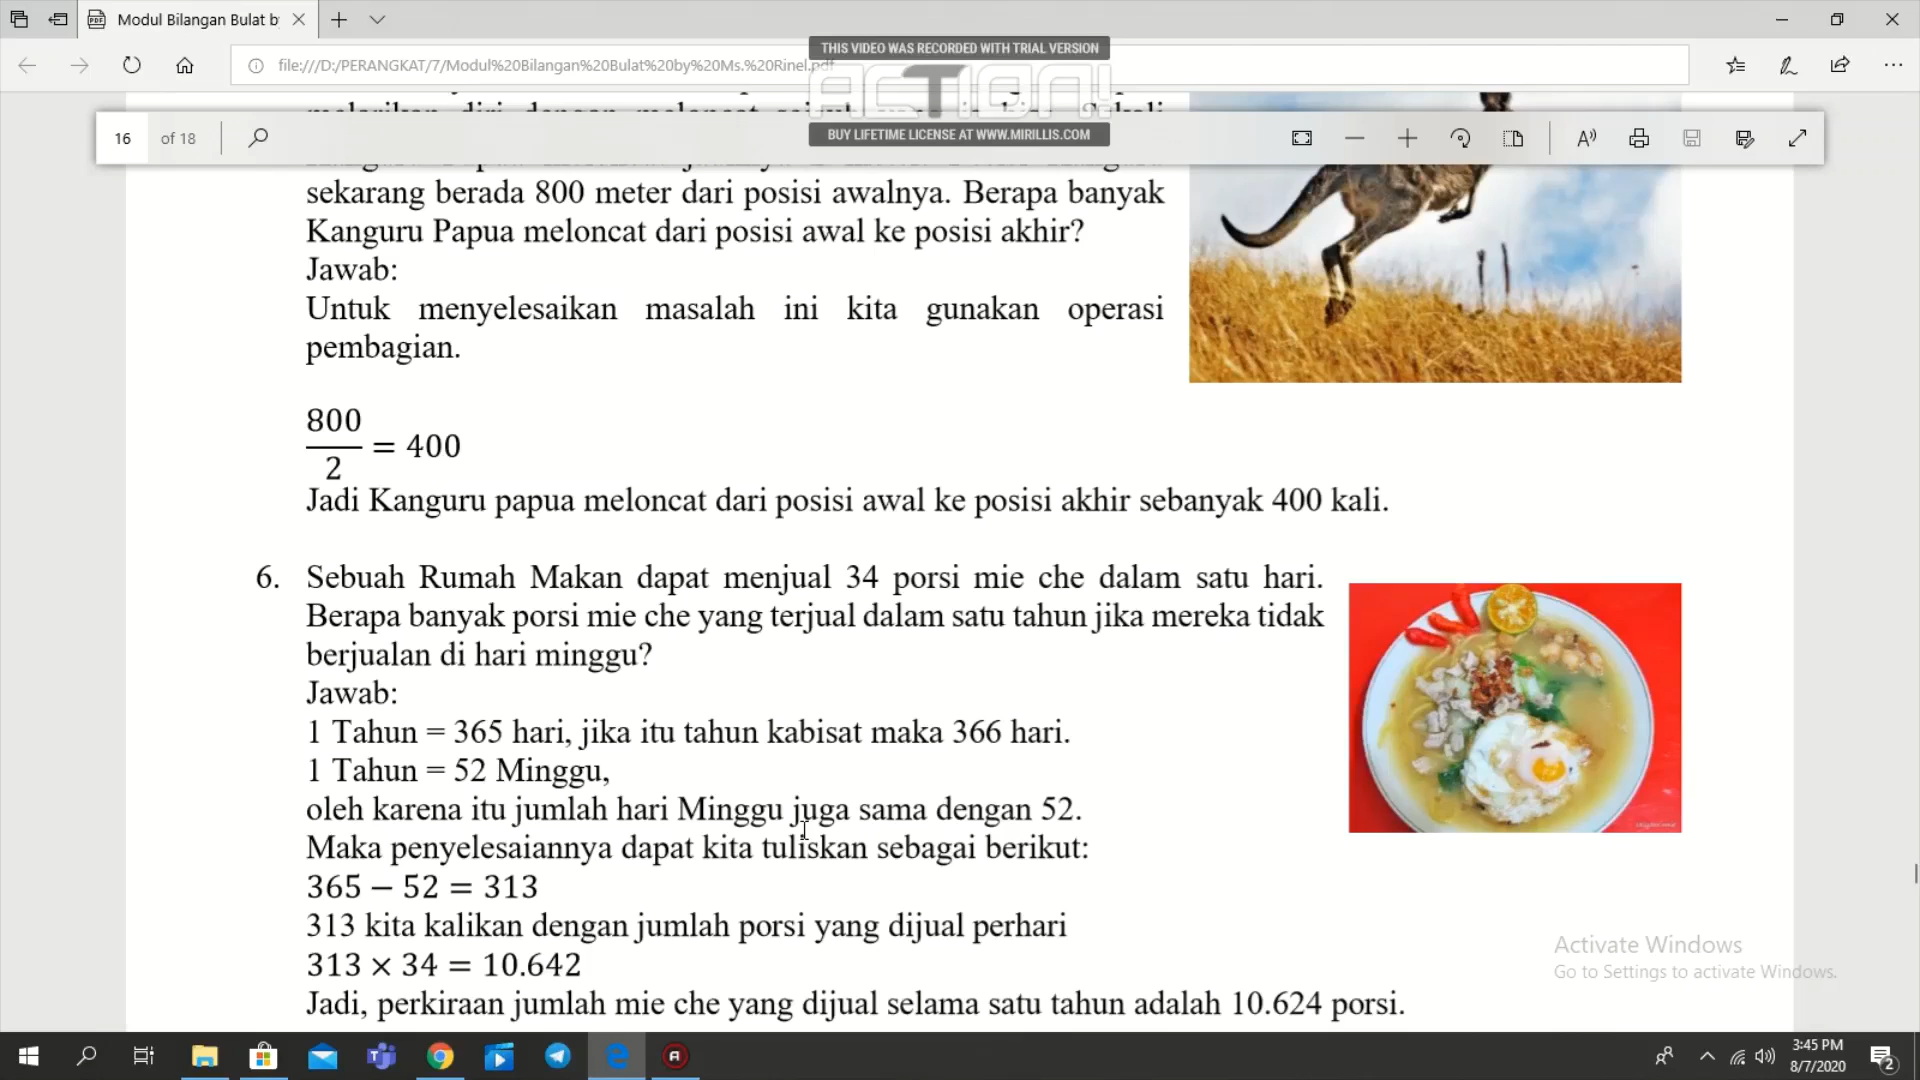 Modul Bilangan Bulat b
THIS VIDEO WAS RECORDED WITH TRIAL VERSION
file:///D:/PERANGKAT/7/Modul%20Bilangan%20Bulat%20by%20Ms.%20Rinel.pdf
ACTION!
BUY LIFETIME LICENSE AT WWW.MIRILLIS.COM
16 of 18
sekarang berada 800 meter dari posisi awalnya. Berapa banyak
Kanguru Papua meloncat dari posisi awal ke posisi akhir?
Jawab:
Untuk menyelesaikan masalah ini kita gunakan operasi
pembagian.
800
2
= 400
Jadi Kanguru papua meloncat dari posisi awal ke posisi akhir sebanyak 400 kali.
6. Sebuah Rumah Makan dapat menjual 34 porsi mie che dalam satu hari.
Berapa banyak porsi mie che yang terjual dalam satu tahun jika mereka tidak
berjualan di hari minggu?
Jawab:
1 Tahun = 365 hari, jika itu tahun kabisat maka 366 hari.
1 Tahun = 52 Minggu,
oleh karena itu jumlah hari Minggu juga sama dengan 52.
Maka penyelesaiannya dapat kita tuliskan sebagai berikut:
365 − 52 = 313
313 kita kalikan dengan jumlah porsi yang dijual perhari
313 × 34 = 10.642
Jadi, perkiraan jumlah mie che yang dijual selama satu tahun adalah 10.624 porsi.
Activate Windows
Go to Settings to activate Windows.
3:45 PM
8/7/2020
2